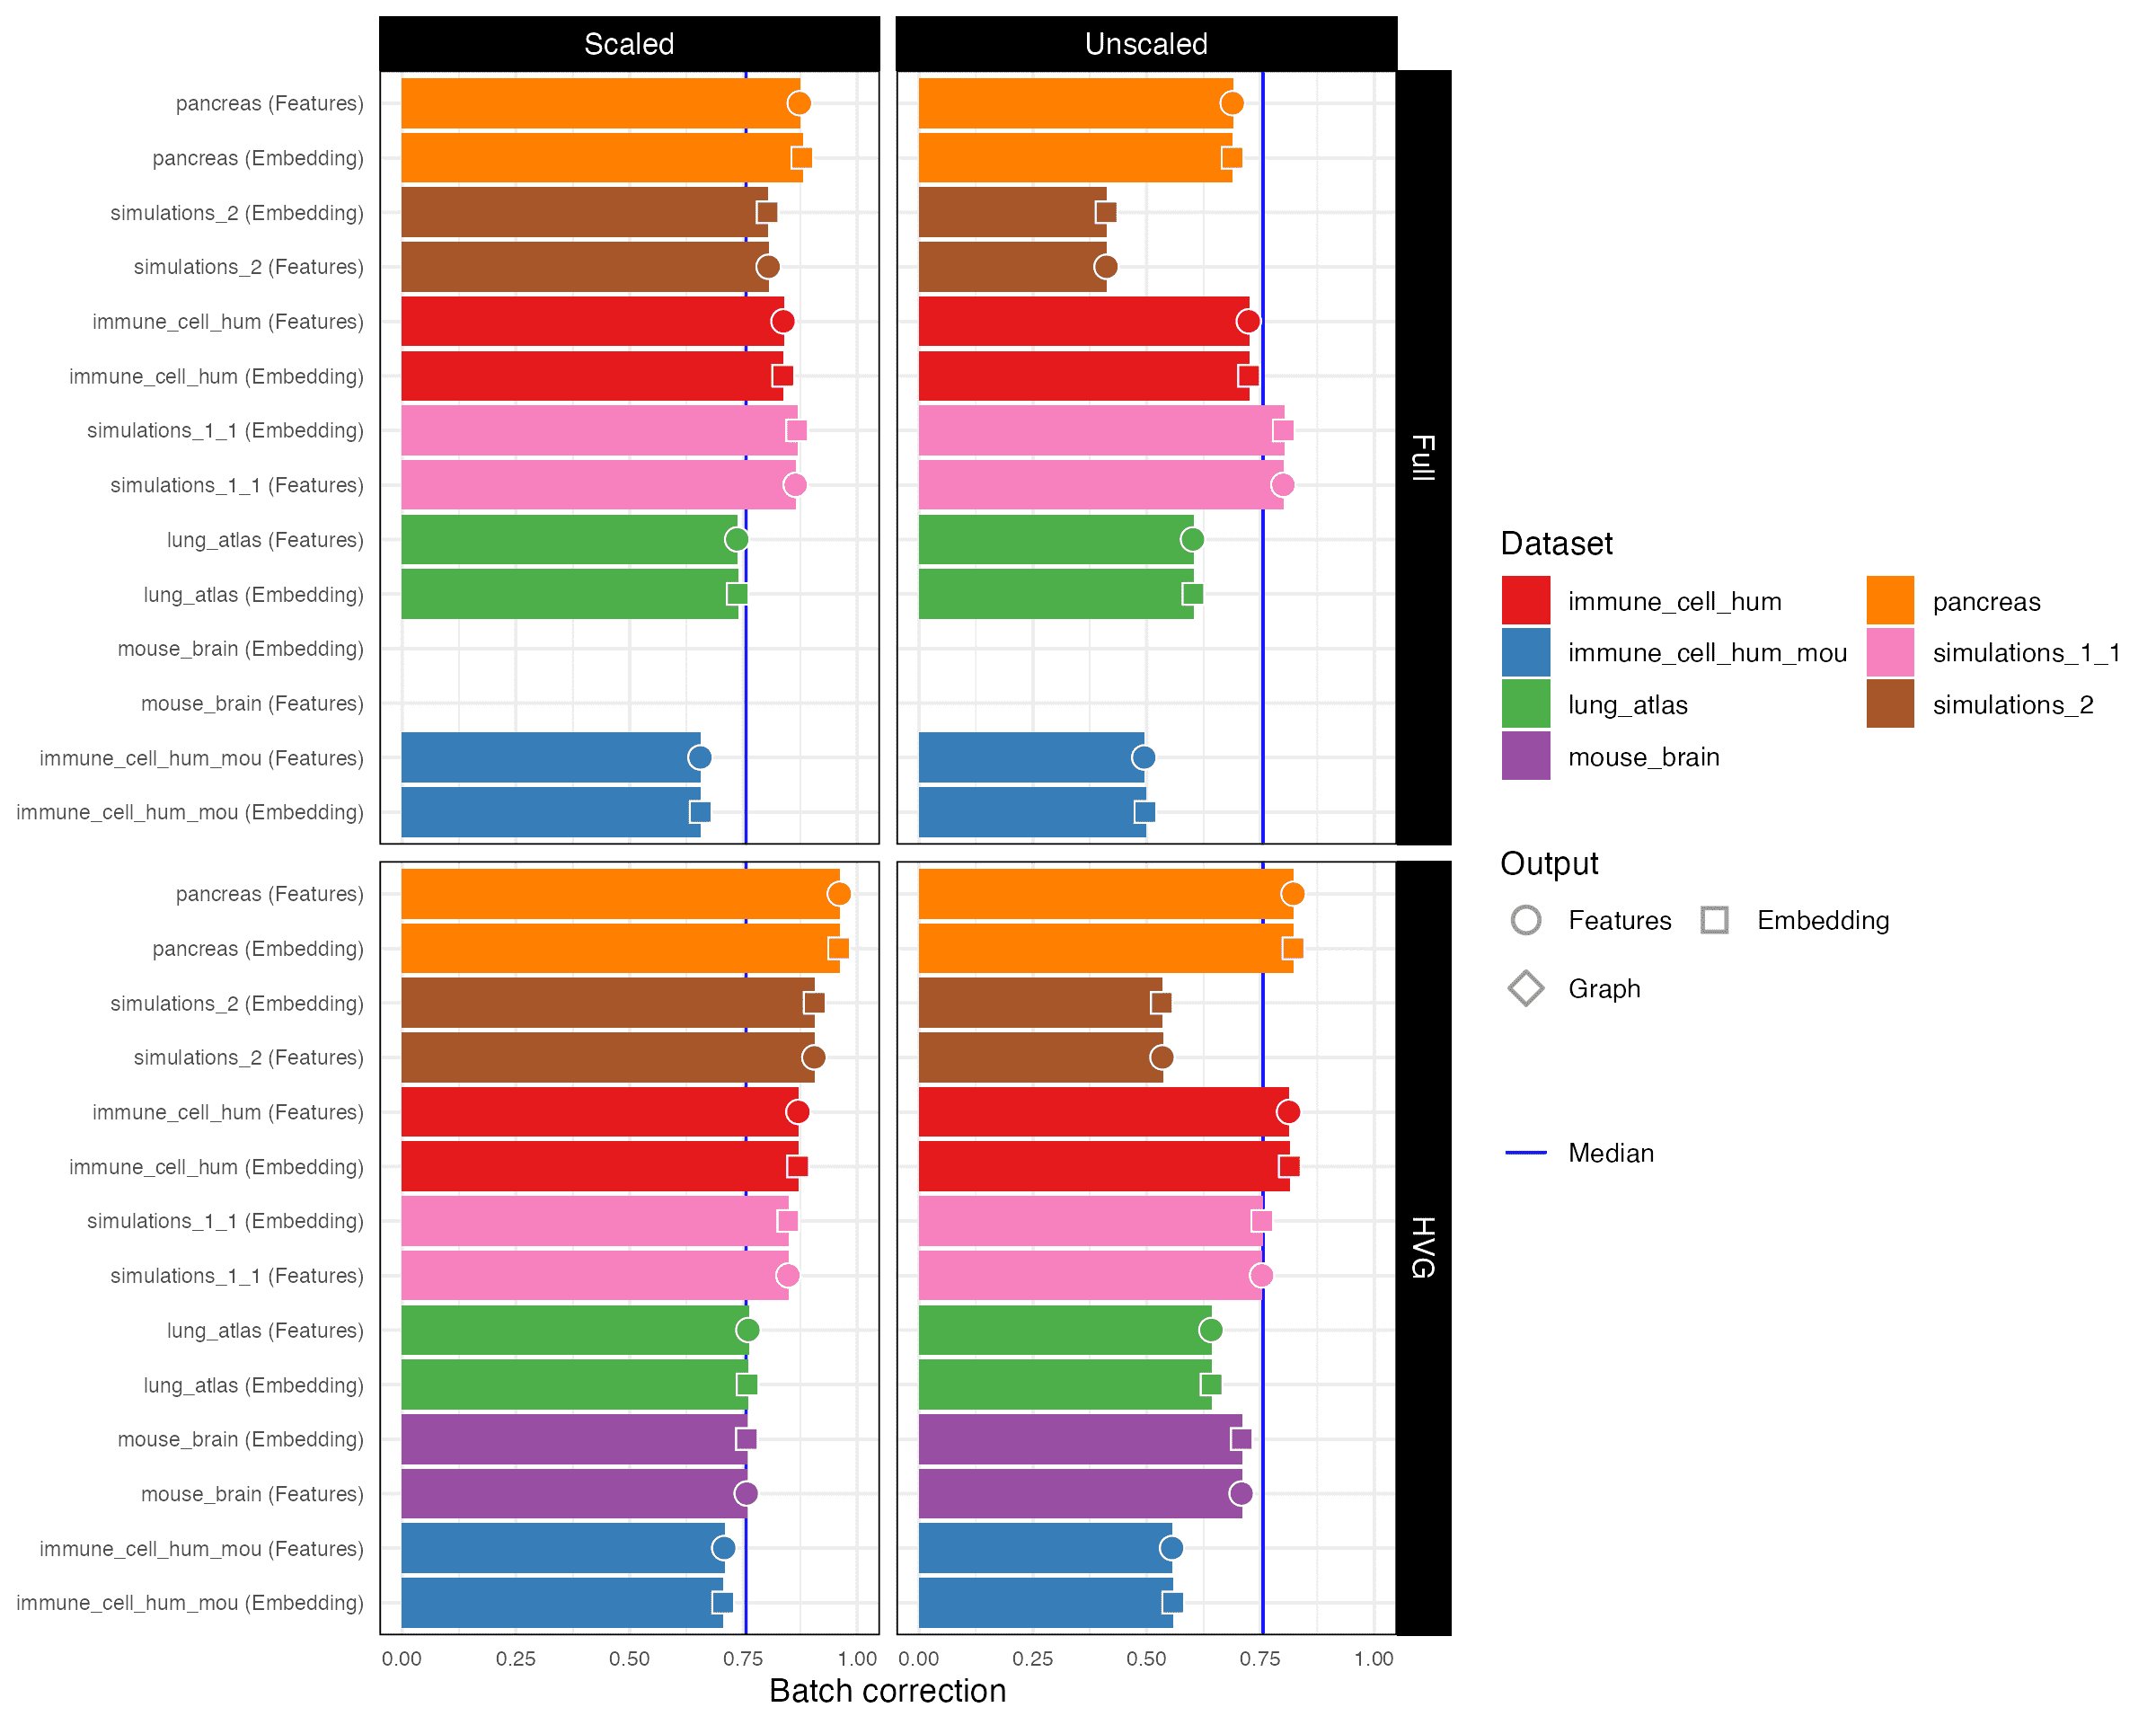 Scaled
Unscaled
pancreas (Features)
pancreas (Embedding)
simulations_2 (Embedding)
simulations_2 (Features)
immune_cell_hum (Features)
immune_cell_hum (Embedding)
simulations_1_1 (Embedding)
simulations_1_1 (Features)
lung_atlas (Features)
lung_atlas (Embedding)
mouse_brain (Embedding)
mouse_brain (Features)
immune_cell_hum_mou (Features)
immune_cell_hum_mou (Embedding)
Full
pancreas (Features)
pancreas (Embedding)
simulations_2 (Embedding)
simulations_2 (Features)
immune_cell_hum (Features)
immune_cell_hum (Embedding)
simulations_1_1 (Embedding)
simulations_1_1 (Features)
lung_atlas (Features)
lung_atlas (Embedding)
mouse_brain (Embedding)
mouse_brain (Features)
immune_cell_hum_mou (Features)
immune_cell_hum_mou (Embedding)
HVG
0.00 0.25 0.50 0.75 1.00
0.00 0.25 0.50 0.75 1.00
Batch correction
Dataset
immune_cell_hum
immune_cell_hum_mou
lung_atlas
mouse_brain
pancreas
simulations_1_1
simulations_2
Output
Features
Embedding
Graph
Median